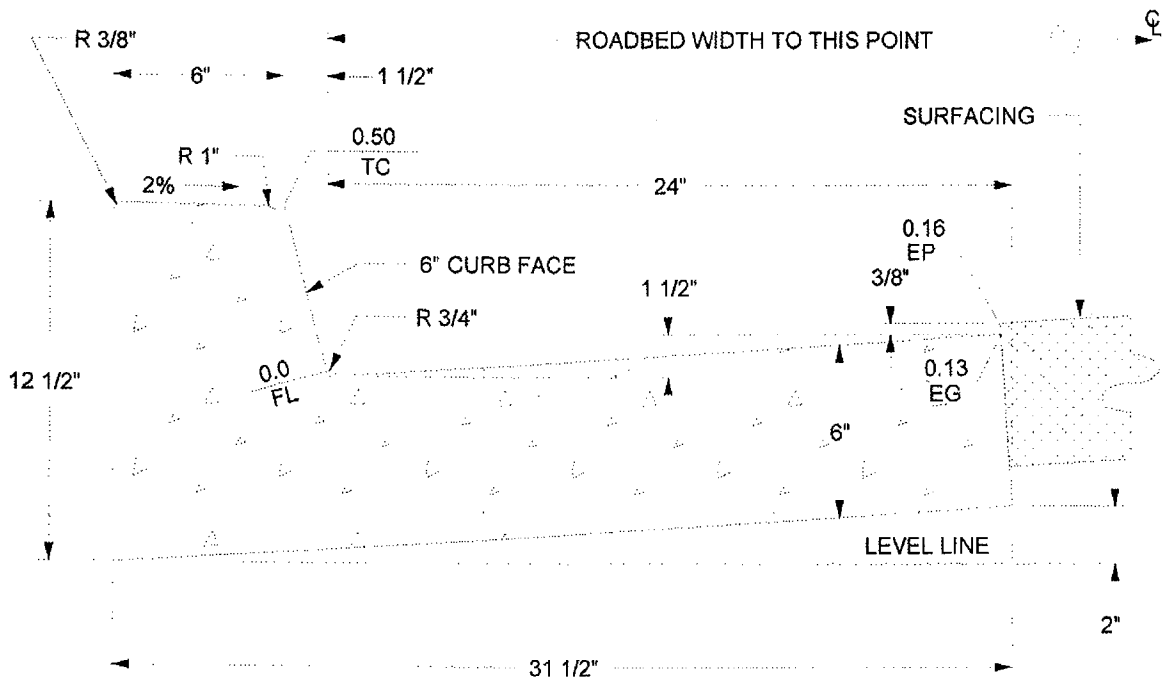 R 3/8"
ROADBED WIDTH TO THIS POINT
CL
6"
1 1/2"
SURFACING
0.50
TC
R 1"
2%
24"
0.16
EP
6" CURB FACE
1 1/2"
3/8"
R 3/4"
12 1/2"
0.0
FL
0.13
EG
6"
LEVEL LINE
2"
31 1/2"